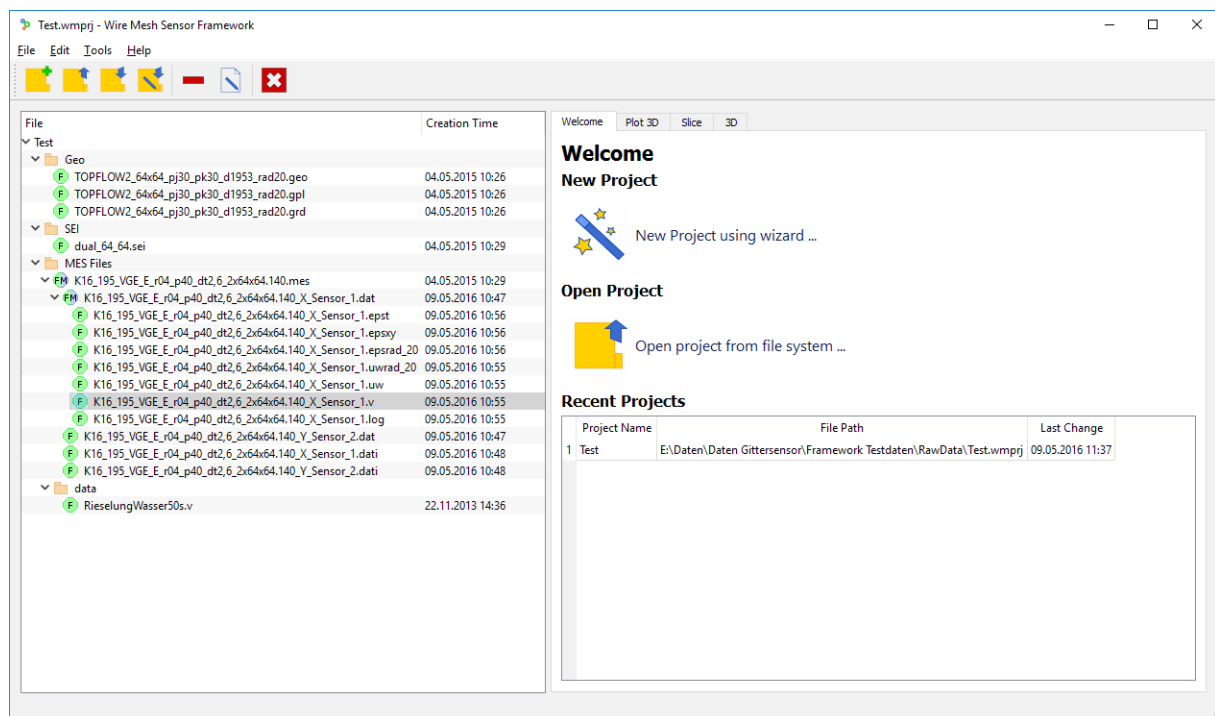 Test.wmprj - Wire Mesh Sensor Framework
File Edit Tools Help
File Creation Time
Test
Geo
F TOPFLOW2_64x64_pj30_pk30_d1953_rad20.geo 04.05.2015 10:26
F TOPFLOW2_64x64_pj30_pk30_d1953_rad20.gpl 04.05.2015 10:26
F TOPFLOW2_64x64_pj30_pk30_d1953_rad20.grd 04.05.2015 10:26
SEI
F dual_64_64.sei 04.05.2015 10:29
MES Files
FM K16_195_VGE_E_r04_p40_dt2,6_2x64x64.140.mes 04.05.2015 10:29
FM K16_195_VGE_E_r04_p40_dt2,6_2x64x64.140_X_Sensor_1.dat 09.05.2016 10:47
F K16_195_VGE_E_r04_p40_dt2,6_2x64x64.140_X_Sensor_1.epst 09.05.2016 10:56
F K16_195_VGE_E_r04_p40_dt2,6_2x64x64.140_X_Sensor_1.epsxy 09.05.2016 10:56
F K16_195_VGE_E_r04_p40_dt2,6_2x64x64.140_X_Sensor_1.epsrad_20 09.05.2016 10:56
F K16_195_VGE_E_r04_p40_dt2,6_2x64x64.140_X_Sensor_1.uwrad_20 09.05.2016 10:55
F K16_195_VGE_E_r04_p40_dt2,6_2x64x64.140_X_Sensor_1.uw 09.05.2016 10:55
F K16_195_VGE_E_r04_p40_dt2,6_2x64x64.140_X_Sensor_1.v 09.05.2016 10:55
F K16_195_VGE_E_r04_p40_dt2,6_2x64x64.140_X_Sensor_1.log 09.05.2016 10:55
F K16_195_VGE_E_r04_p40_dt2,6_2x64x64.140_Y_Sensor_2.dat 09.05.2016 10:47
F K16_195_VGE_E_r04_p40_dt2,6_2x64x64.140_X_Sensor_1.dati 09.05.2016 10:48
F K16_195_VGE_E_r04_p40_dt2,6_2x64x64.140_Y_Sensor_2.dati 09.05.2016 10:48
data
F RieselungWasser50s.v 22.11.2013 14:36
Welcome Plot 3D Slice 3D
Welcome
New Project
New Project using wizard ...
Open Project
Open project from file system ...
Recent Projects
Project Name File Path Last Change
1 Test E:\Daten\Daten Gittersensor\Framework Testdaten\RawData\Test.wmprj 09.05.2016 11:37